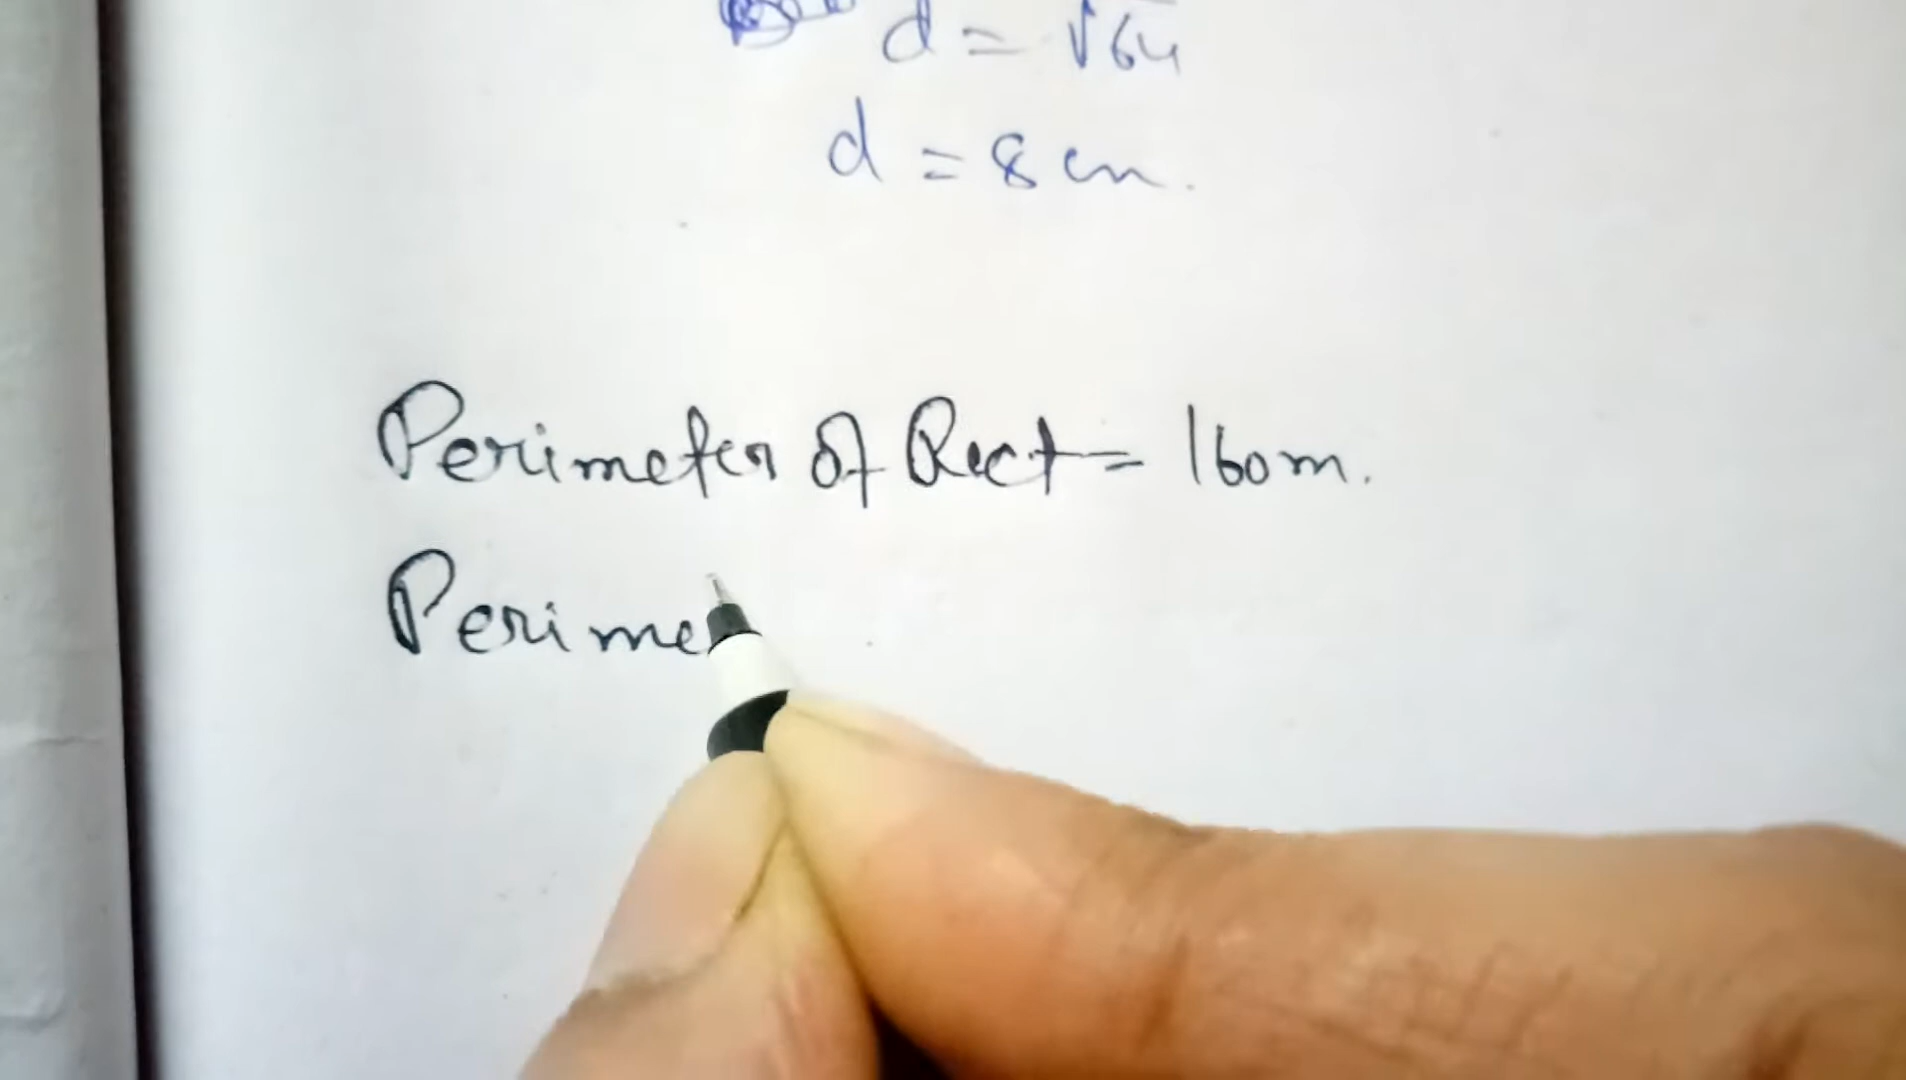 d = √64
d = 8 cm.
Perimeter of Rect = 160m.
Perime